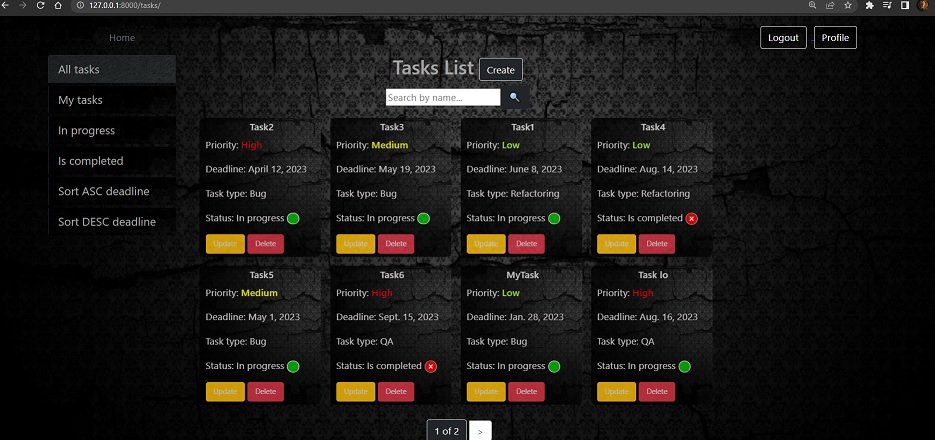 127.0.0.1:8000/tasks/
Home
Logout Profile
All tasks
My tasks
In progress
Is completed
Sort ASC deadline
Sort DESC deadline
Tasks List Create
Search by name...
Task2
Priority: High
Deadline: April 12, 2023
Task type: Bug
Status: In progress
Update Delete
Task3
Priority: Medium
Deadline: May 19, 2023
Task type: Bug
Status: In progress
Update Delete
Task1
Priority: Low
Deadline: June 8, 2023
Task type: Refactoring
Status: In progress
Update Delete
Task4
Priority: Low
Deadline: Aug. 14, 2023
Task type: Refactoring
Status: Is completed
Update Delete
Task5
Priority: Medium
Deadline: May 1, 2023
Task type: Bug
Status: In progress
Update Delete
Task6
Priority: High
Deadline: Sept. 15, 2023
Task type: QA
Status: Is completed
Update Delete
MyTask
Priority: Low
Deadline: Jan. 28, 2023
Task type: Bug
Status: In progress
Update Delete
Task lo
Priority: High
Deadline: Aug. 16, 2023
Task type: QA
Status: In progress
Update Delete
1 of 2 >